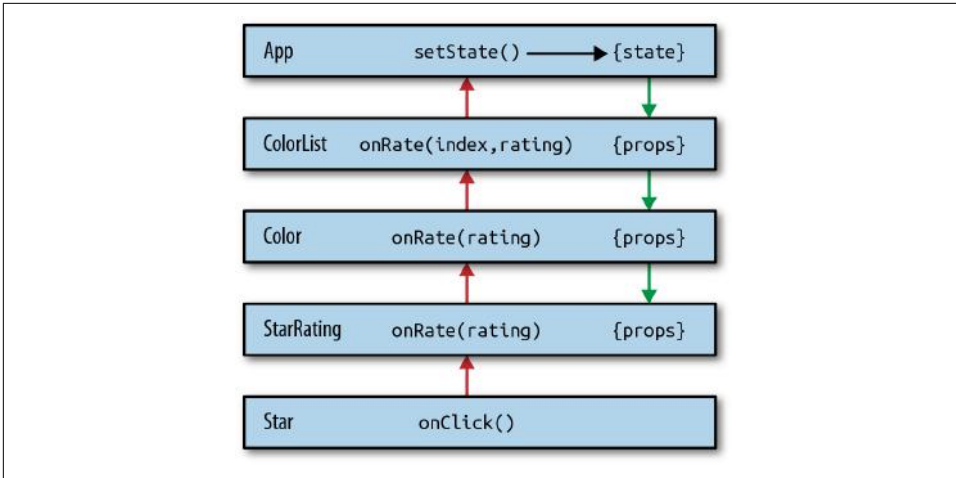 App setState() {state}
ColorList onRate(index,rating) {props}
Color onRate(rating) {props}
StarRating onRate(rating) {props}
Star onClick()